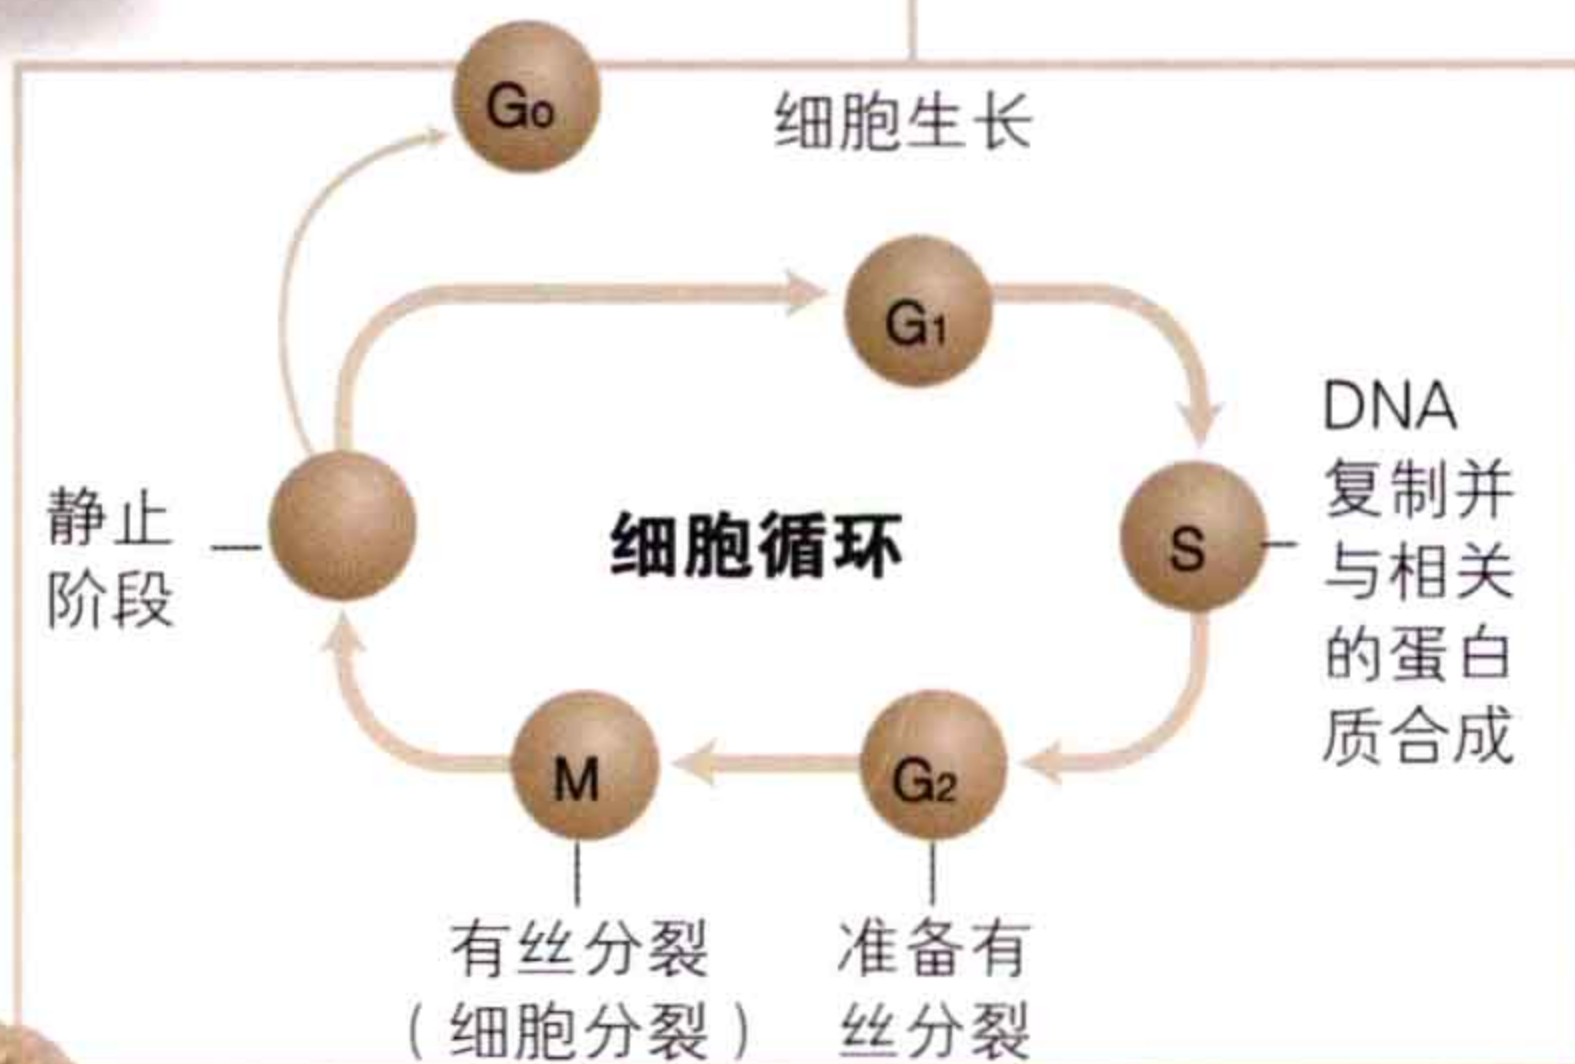 G0
细胞生长
G1
DNA
复制并
与相关
的蛋白
质合成
S
静止
阶段
细胞循环
M
G2
有丝分裂
（细胞分裂）
准备有
丝分裂